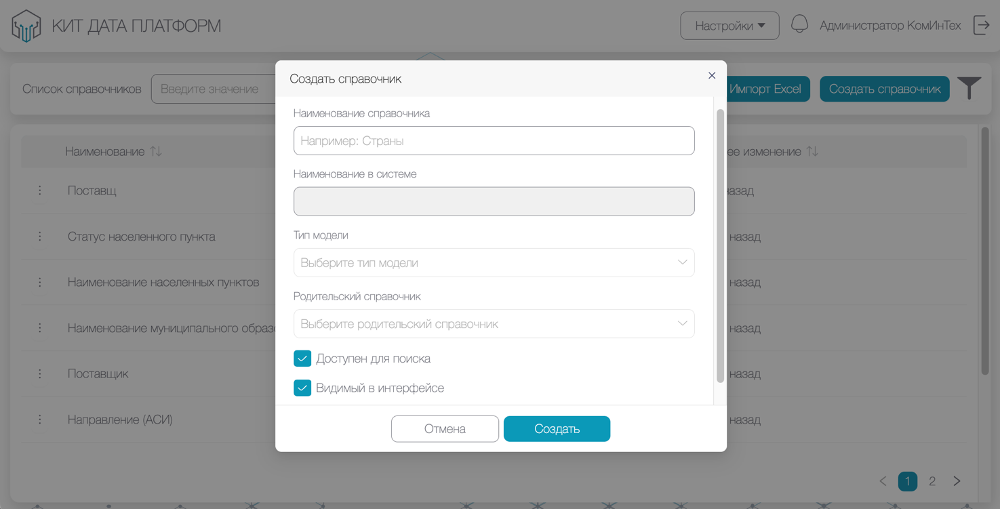 КИТ ДАТА ПЛАТФОРМ
Настройки
Администратор КомИнТех
Список справочников
Введите значение
Импорт Excel
Создать справочник
Наименование
ее изменение
Поставщ
назад
Статус населенного пункта
назад
Наименование населенных пунктов
назад
Наименование муниципального образо
назад
Поставщик
назад
Направление (АСИ)
назад
1
2
Создать справочник
Наименование справочника
Например: Страны
Наименование в системе
Тип модели
Выберите тип модели
Родительский справочник
Выберите родительский справочник
Доступен для поиска
Видимый в интерфейсе
Отмена
Создать